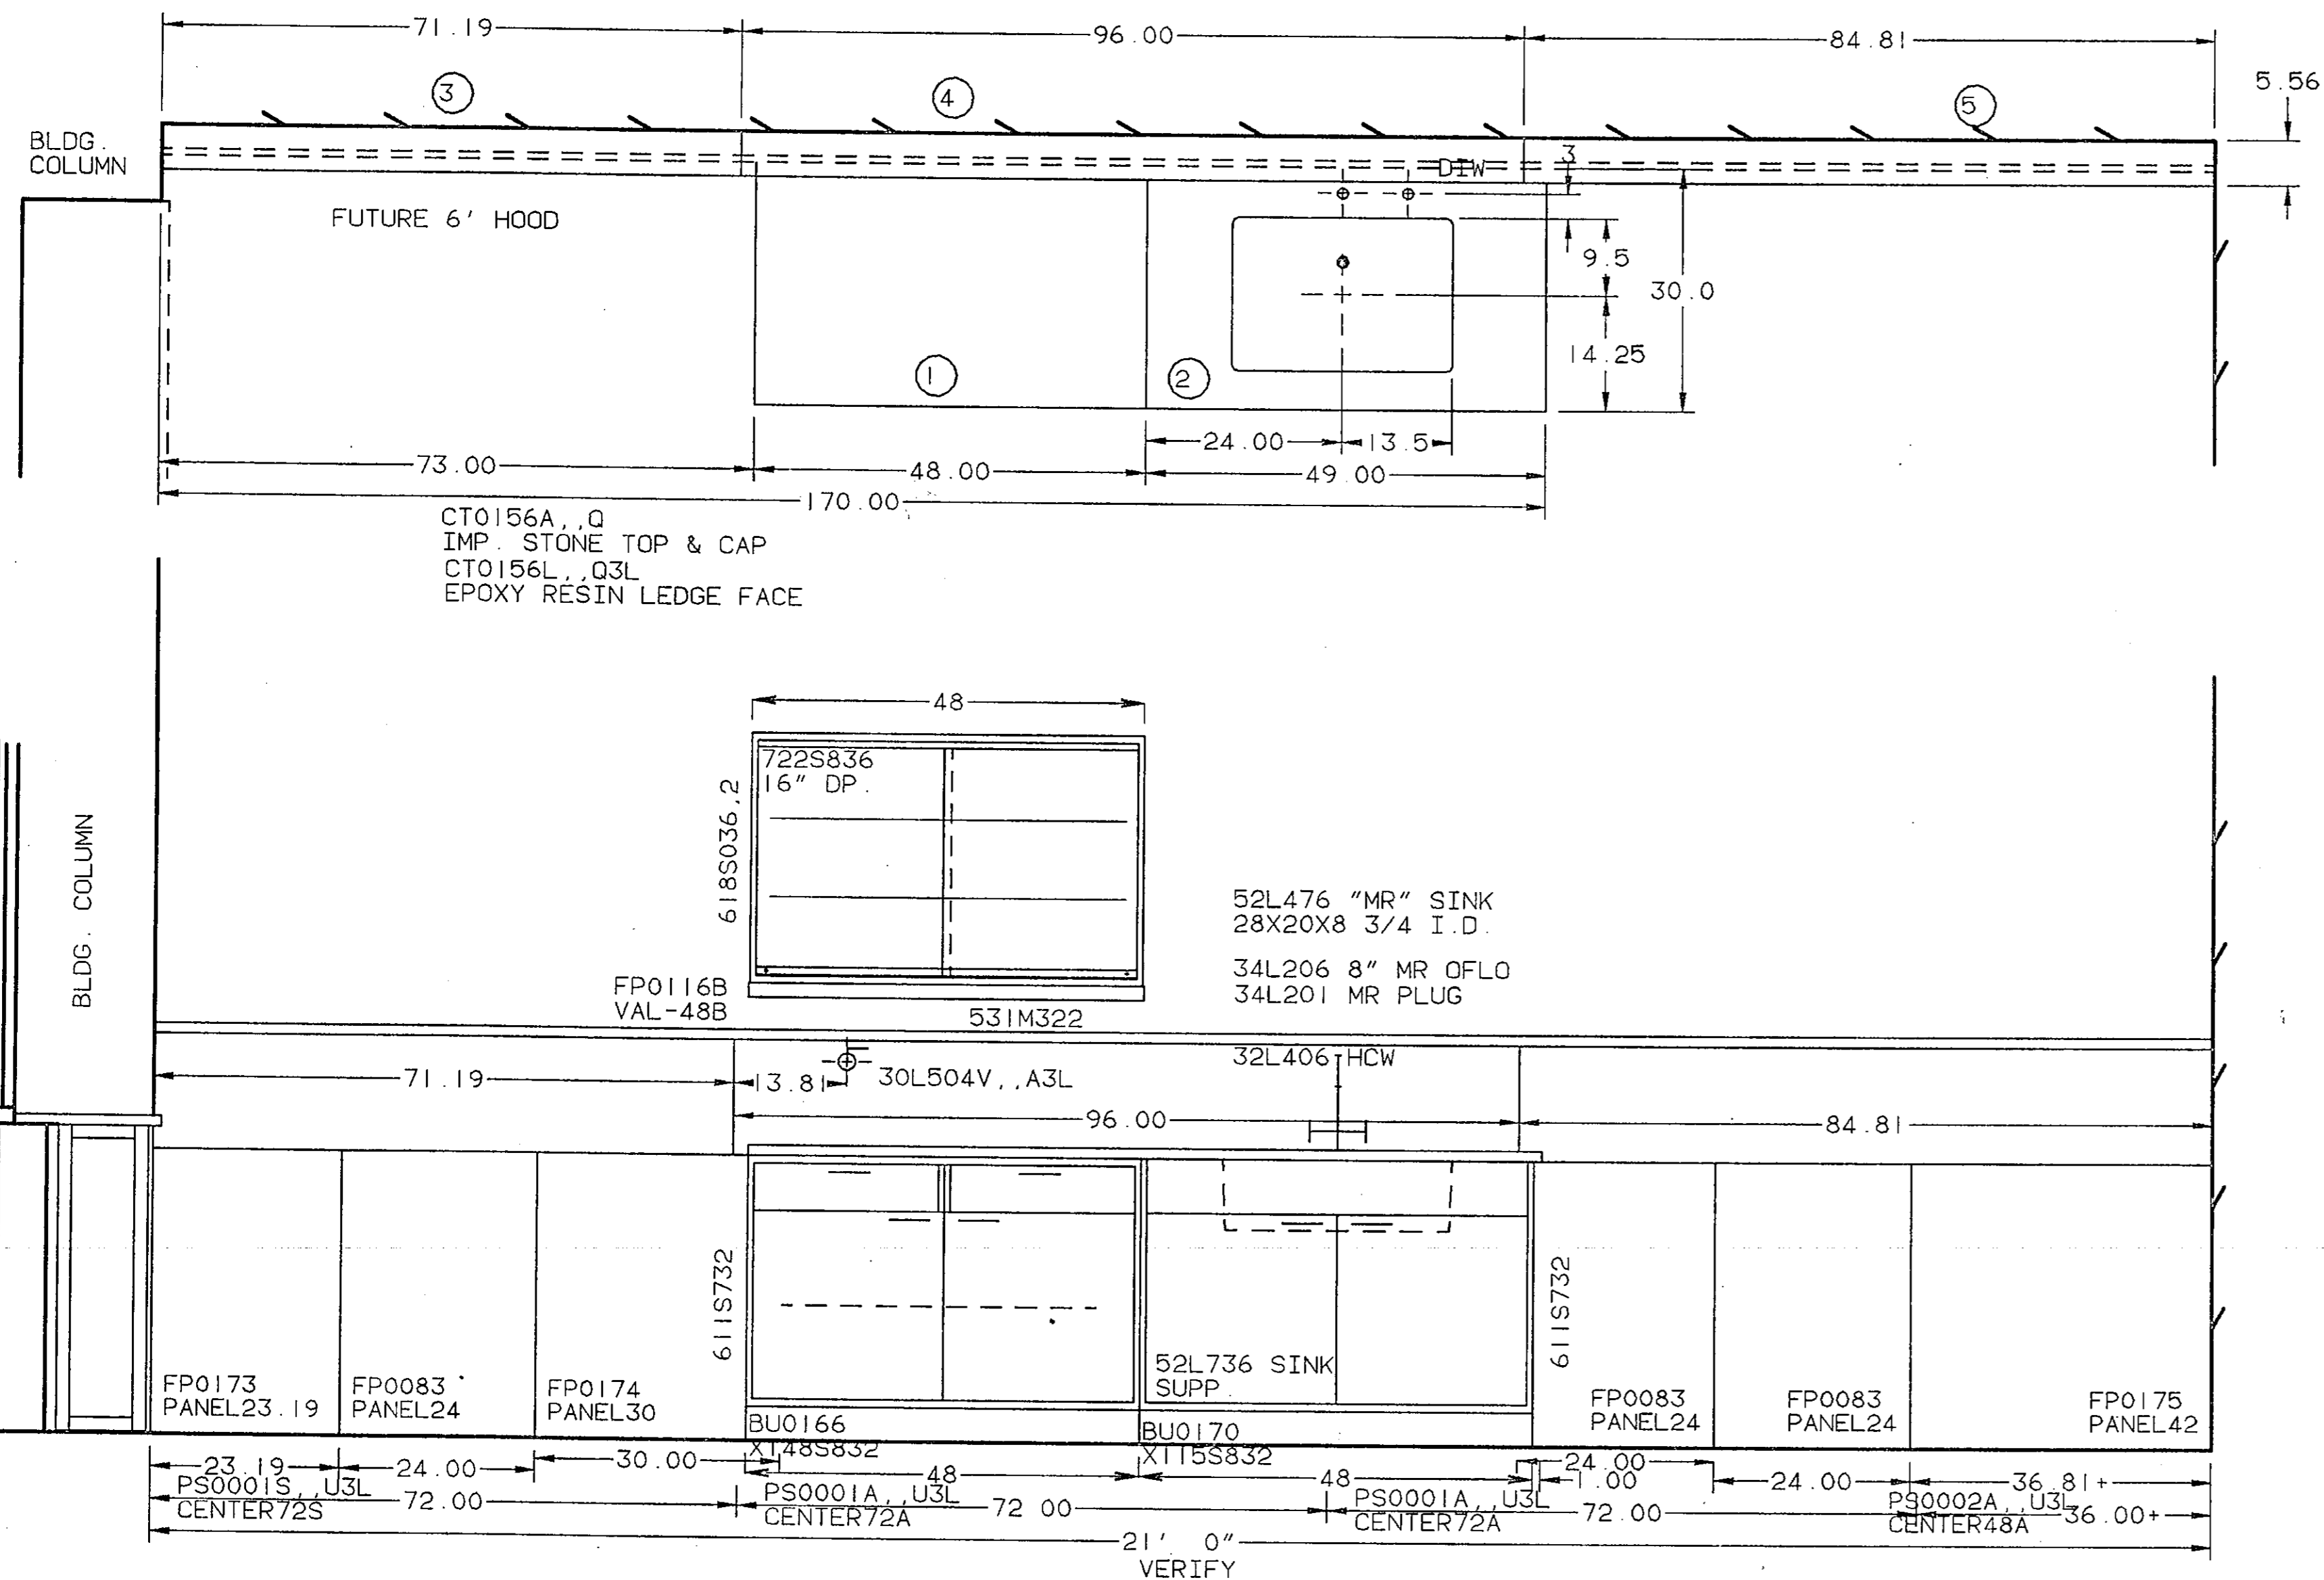 71.19
96.00
84.81
5.56
3
4
5
BLDG.
COLUMN
DIW
3
FUTURE 6' HOOD
9.5
30.0
14.25
1
2
24.00
13.5
73.00
48.00
49.00
170.00
CT0156A,,Q
IMP. STONE TOP & CAP
CT0156L,,Q3L
EPOXY RESIN LEDGE FACE
48
722S836
16" DP.
618S036,2
BLDG. COLUMN
52L476 "MR" SINK
28X20X8 3/4 I.D.
34L206 8" MR OFLO
34L201 MR PLUG
FP0116B
VAL-48B
531M322
32L406 HCW
71.19
13.81
30L504V,,A3L
96.00
84.81
611S732
611S732
52L736 SINK
SUPP.
FP0173
PANEL23.19
FP0083
PANEL24
FP0174
PANEL30
FP0083
PANEL24
FP0083
PANEL24
FP0175
PANEL42
BU0166
X148S832
BU0170
X115S832
23.19
24.00
30.00
48
48
1.00
24.00
24.00
36.81+
PS0001S,,U3L
CENTER72S
72.00
PS0001A,,U3L
CENTER72A
72 00
PS0001A,,U3L
CENTER72A
72.00
PS0002A,,U3L
CENTER48A
36.00+
21' 0"
VERIFY